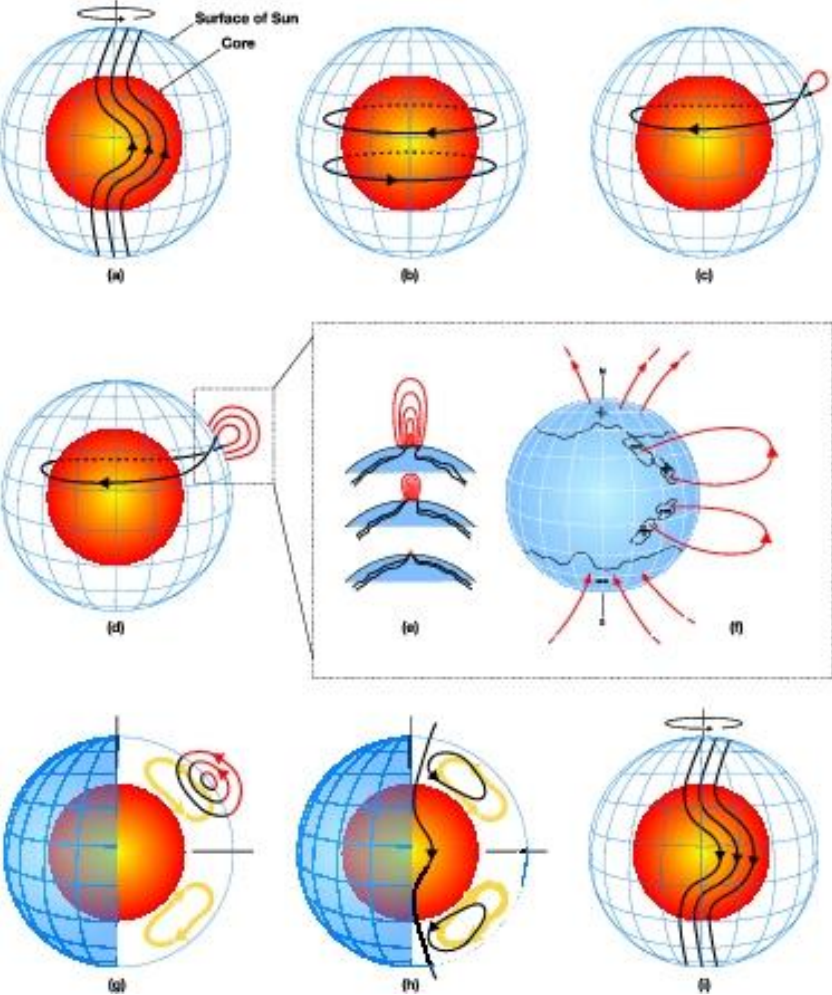 Surface of Sun
Core
(a)
(b)
(c)
(d)
N
+
--
S
(e)
(f)
(g)
(h)
(i)